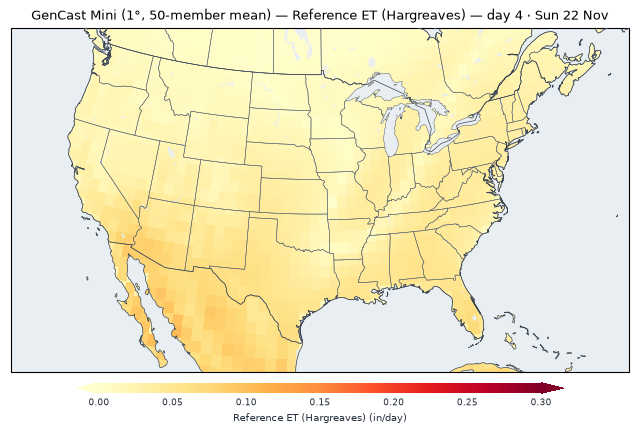 GenCast Mini (1°, 50-member mean) — Reference ET (Hargreaves) — day 4 · Sun 22 Nov
0.00 0.05 0.10 0.15 0.20 0.25 0.30
Reference ET (Hargreaves) (in/day)